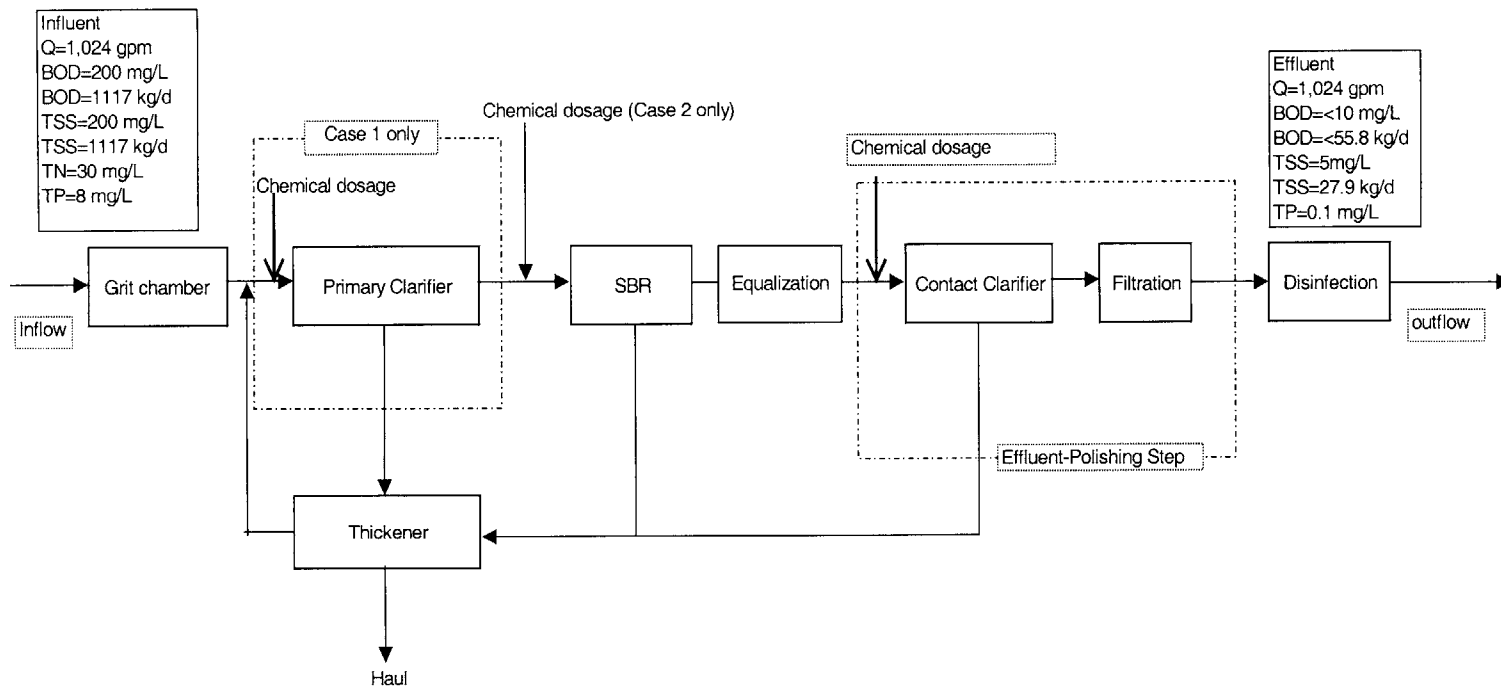 Influent
Q=1,024 gpm
BOD=200 mg/L
BOD=1117 kg/d
TSS=200 mg/L
TSS=1117 kg/d
TN=30 mg/L
TP=8 mg/L
Effluent
Q=1,024 gpm
BOD=<10 mg/L
BOD=<55.8 kg/d
TSS=5mg/L
TSS=27.9 kg/d
TP=0.1 mg/L
Chemical dosage (Case 2 only)
Case 1 only
Chemical dosage
Chemical dosage
Grit chamber
Primary Clarifier
SBR
Equalization
Contact Clarifier
Filtration
Disinfection
Inflow
outflow
Effluent-Polishing Step
Thickener
Haul